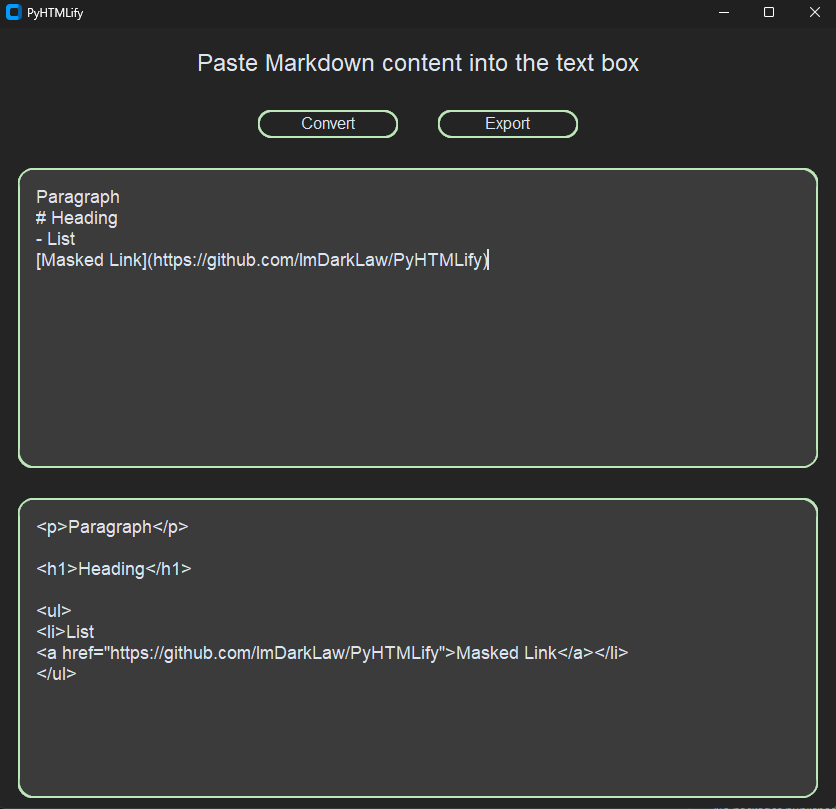 PyHTMLify
Paste Markdown content into the text box
Convert
Export
Paragraph
# Heading
- List
[Masked Link](https://github.com/ImDarkLaw/PyHTMLify)
<p>Paragraph</p>
<h1>Heading</h1>
<ul>
<li>List
<a href="https://github.com/ImDarkLaw/PyHTMLify">Masked Link</a></li>
</ul>